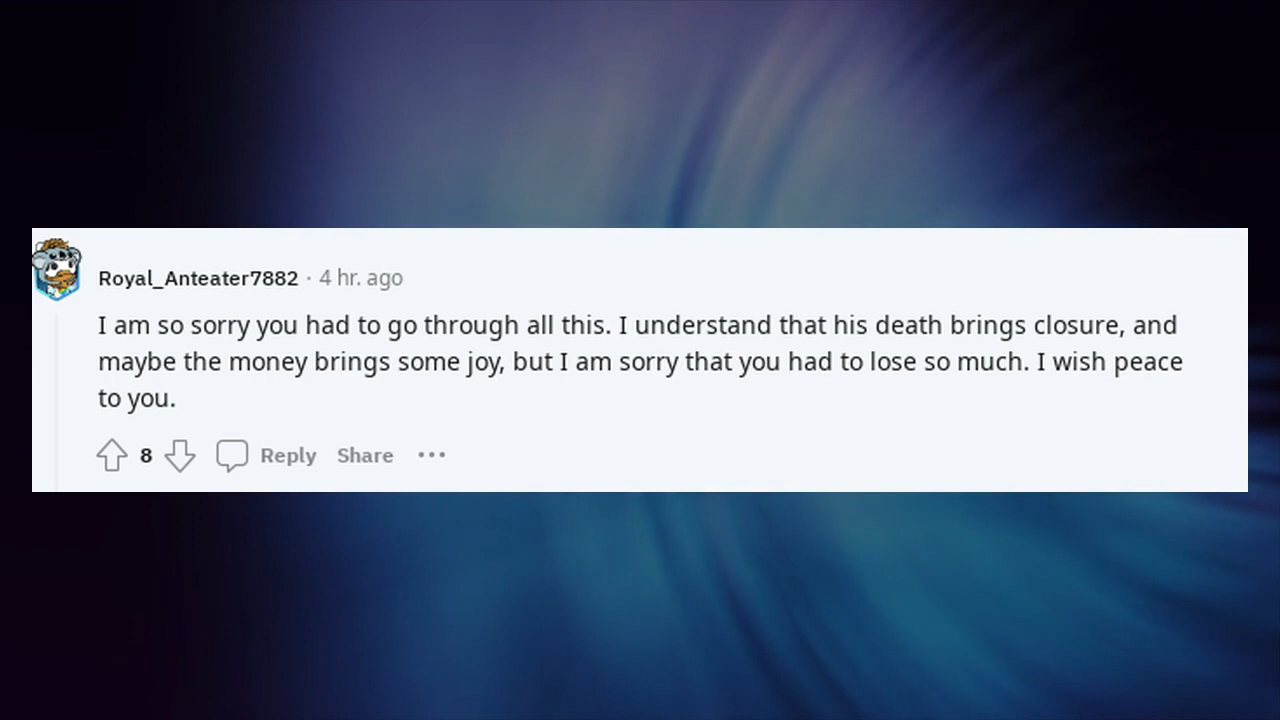 Royal_Anteater7882 · 4 hr. ago
I am so sorry you had to go through all this. I understand that his death brings closure, and
maybe the money brings some joy, but I am sorry that you had to lose so much. I wish peace
to you.
8 Reply Share ···